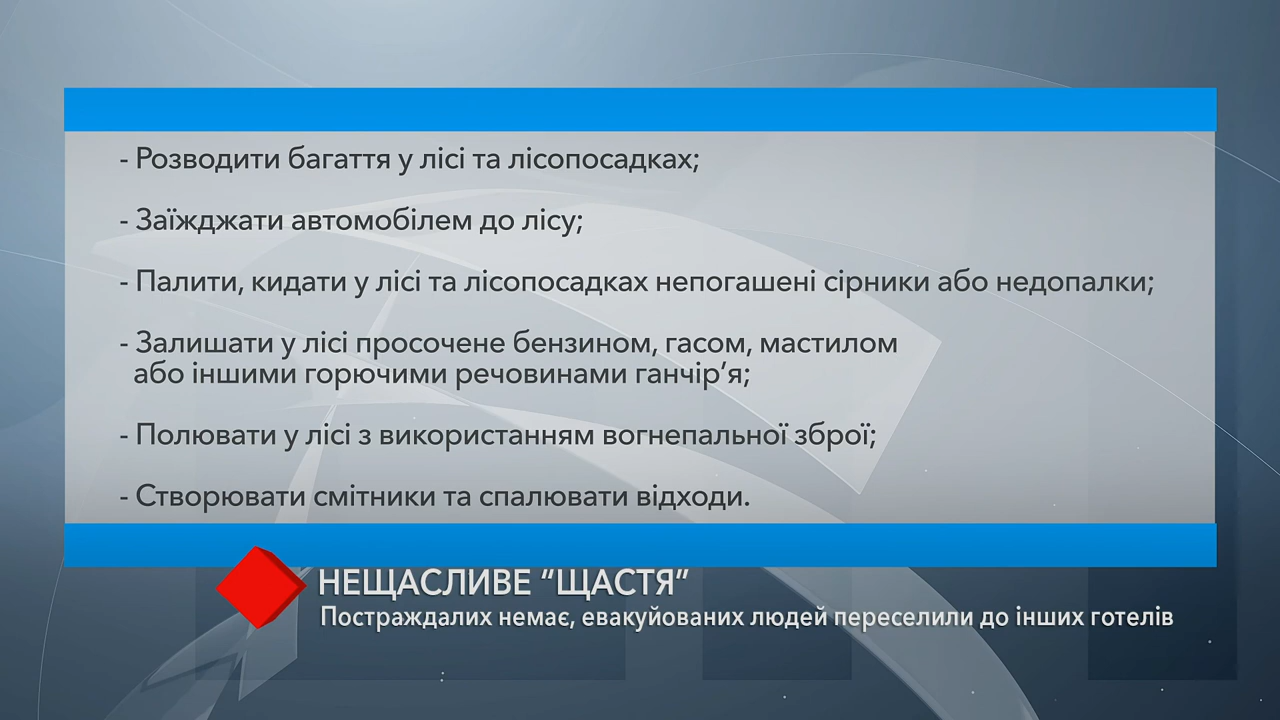 - Розводити багаття у лісі та лісопосадках;
- Заїжджати автомобілем до лісу;
- Палити, кидати у лісі та лісопосадках непогашені сірники або недопалки;
- Залишати у лісі просочене бензином, гасом, мастилом
або іншими горючими речовинами ганчір’я;
- Полювати у лісі з використанням вогнепальної зброї;
- Створювати смітники та спалювати відходи.
НЕЩАСЛИВЕ “ЩАСТЯ”
Постраждалих немає, евакуйованих людей переселили до інших готелів